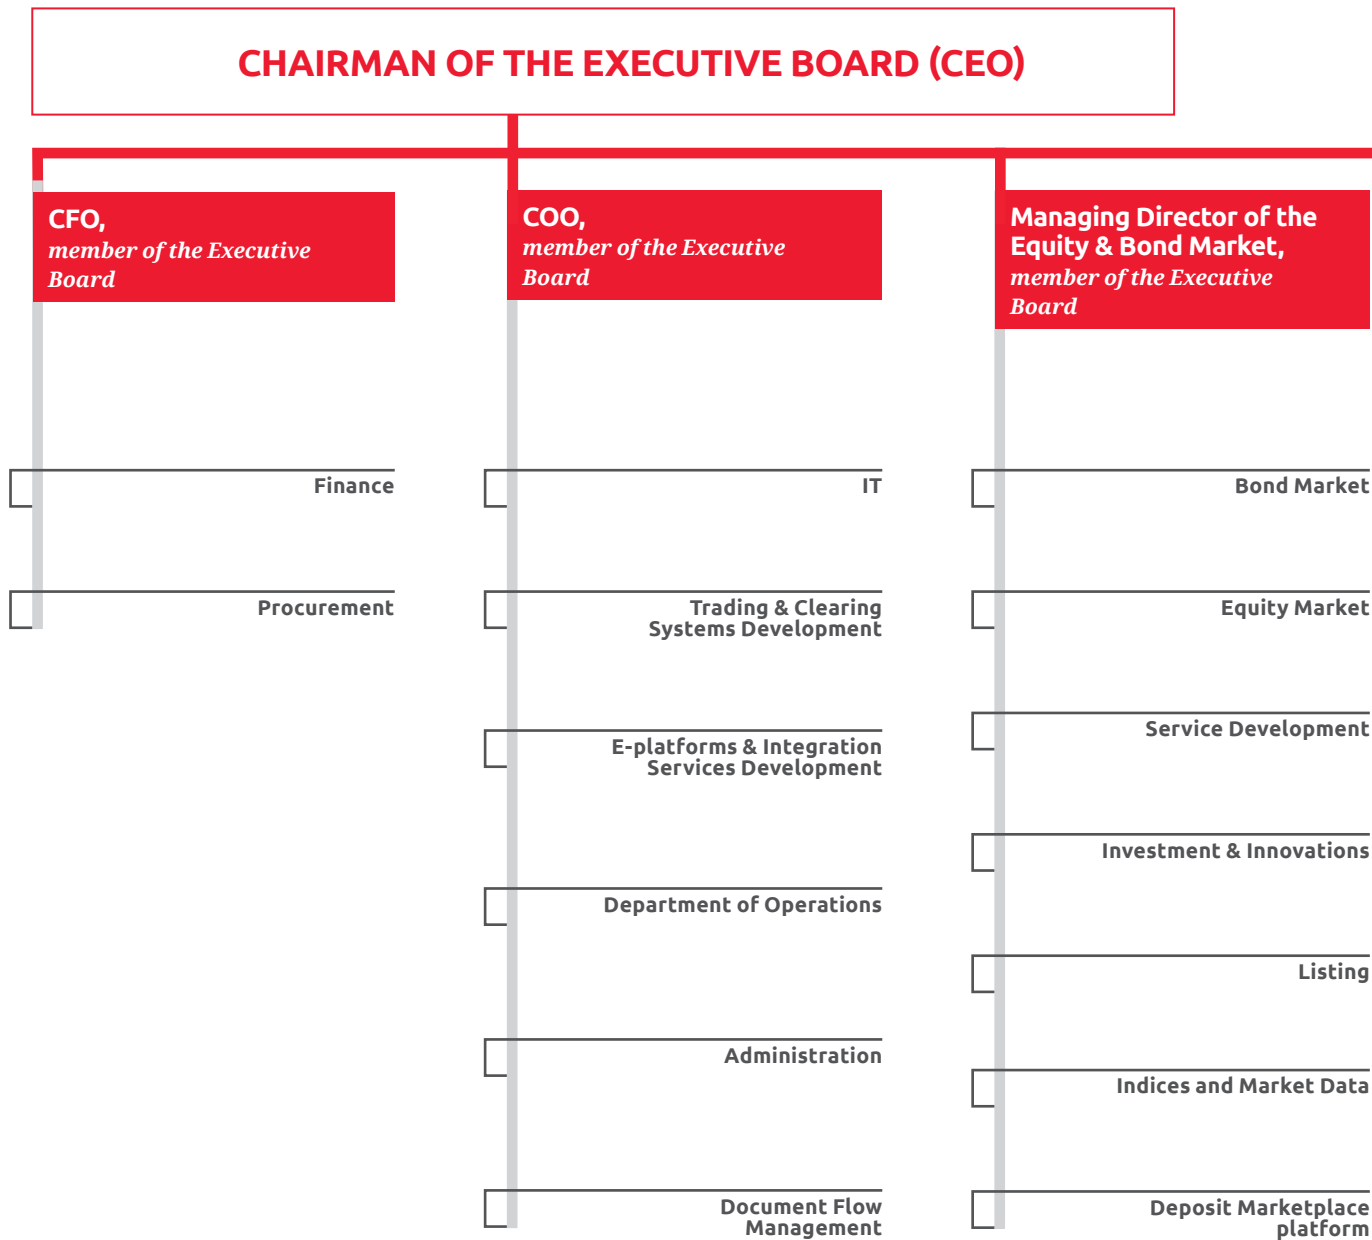 CHAIRMAN OF THE EXECUTIVE BOARD (CEO)
CFO,
member of the Executive
Board
Finance
Procurement
COO,
member of the Executive
Board
IT
Trading & Clearing
Systems Development
E-platforms & Integration
Services Development
Department of Operations
Administration
Document Flow
Management
Managing Director of the
Equity & Bond Market,
member of the Executive
Board
Bond Market
Equity Market
Service Development
Investment & Innovations
Listing
Indices and Market Data
Deposit Marketplace
platform